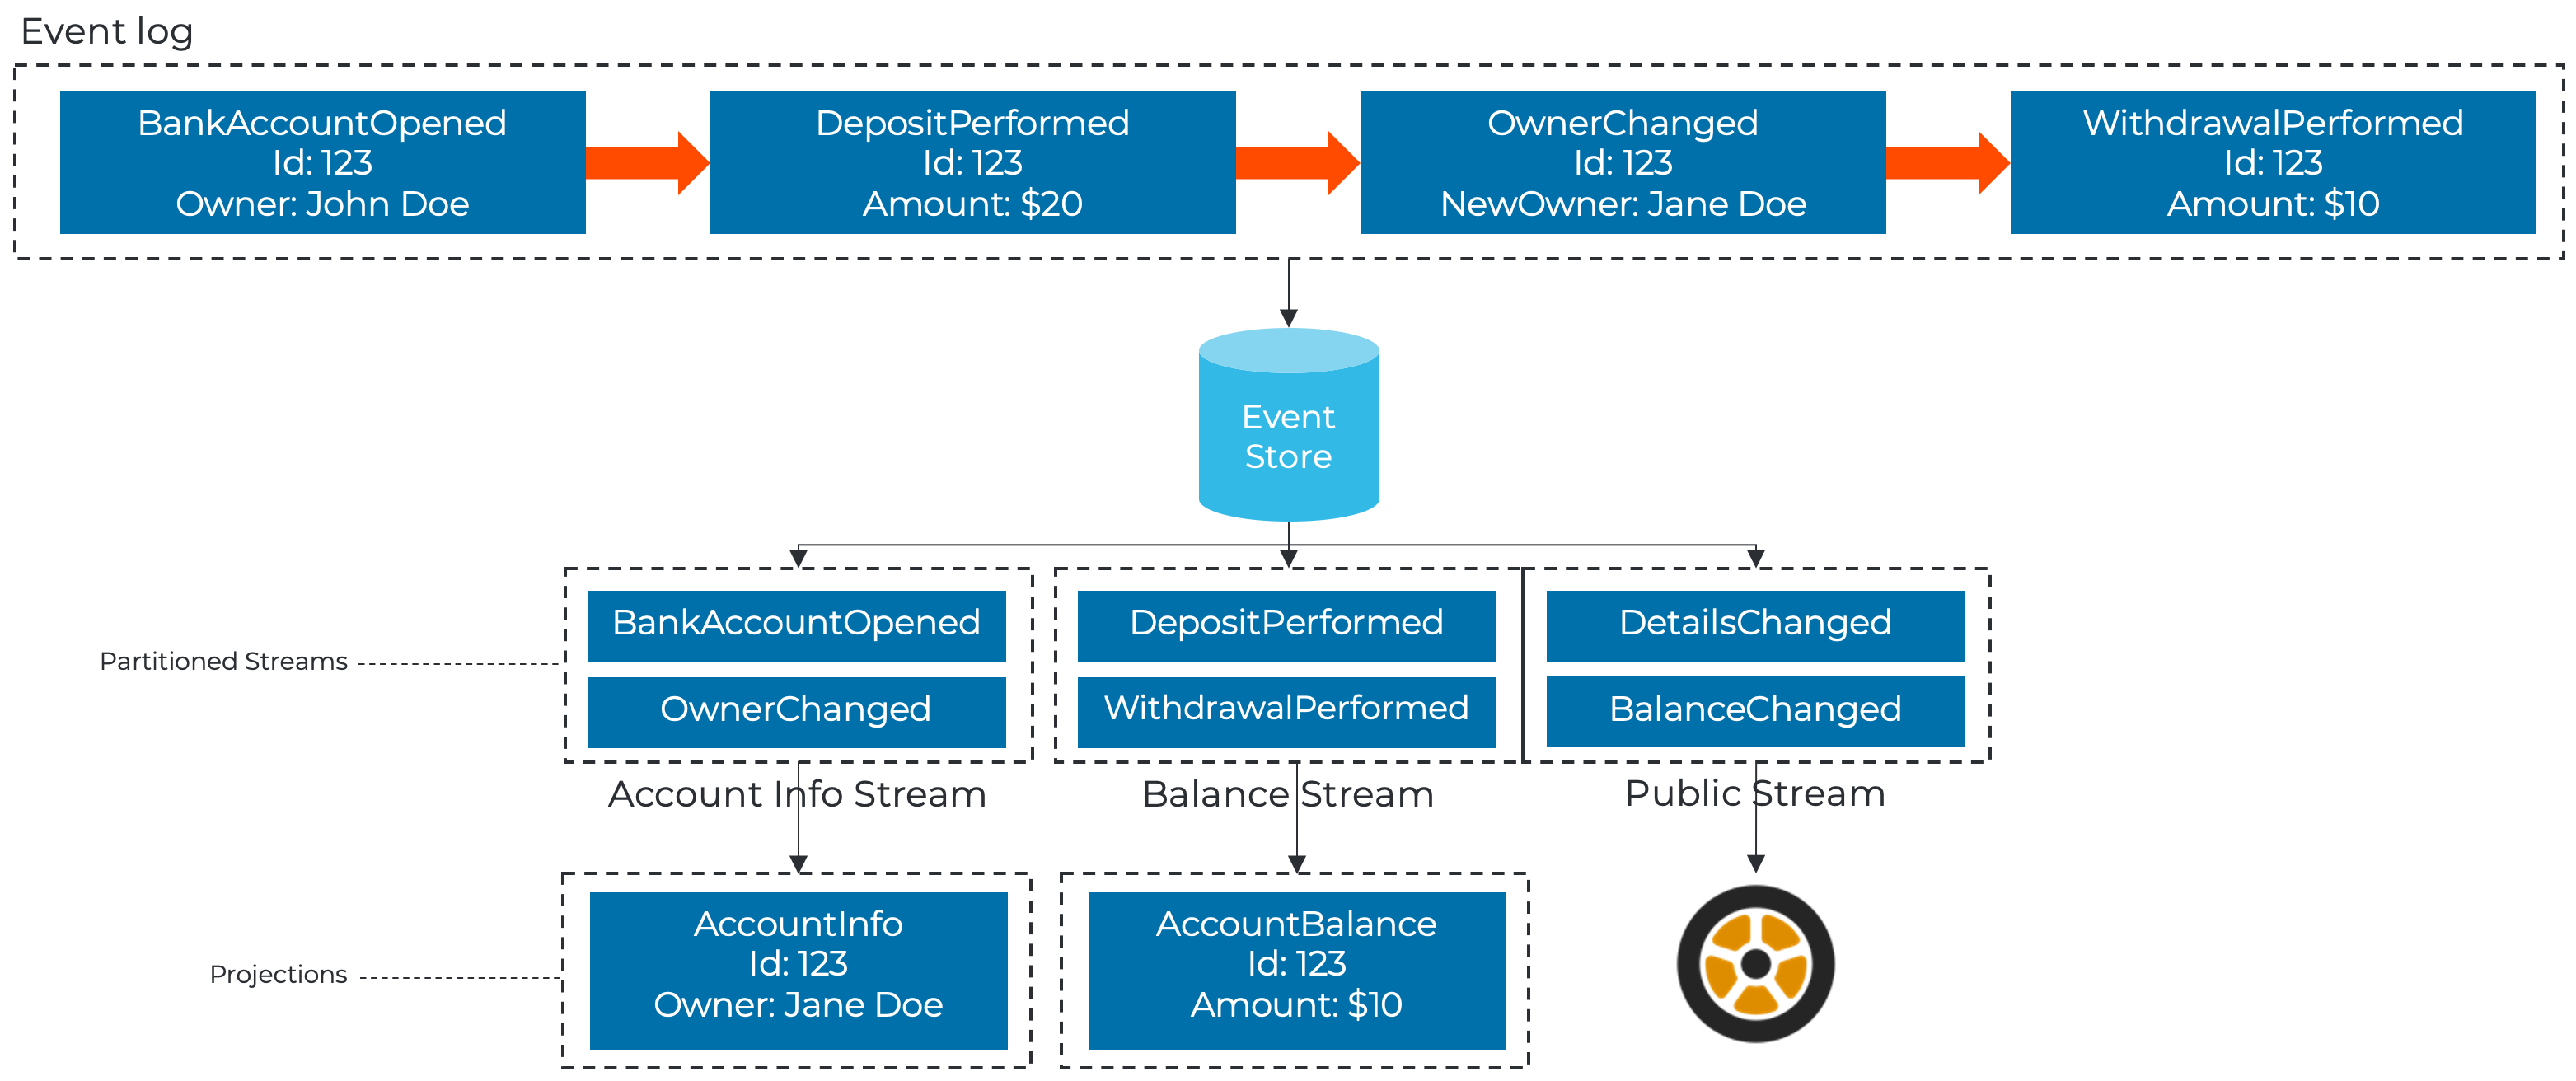 Event log
BankAccountOpened
Id: 123
Owner: John Doe
DepositPerformed
Id: 123
Amount: $20
OwnerChanged
Id: 123
NewOwner: Jane Doe
WithdrawalPerformed
Id: 123
Amount: $10
Event
Store
Partitioned Streams
BankAccountOpened
OwnerChanged
Account Info Stream
DepositPerformed
WithdrawalPerformed
Balance Stream
DetailsChanged
BalanceChanged
Public Stream
Projections
AccountInfo
Id: 123
Owner: Jane Doe
AccountBalance
Id: 123
Amount: $10